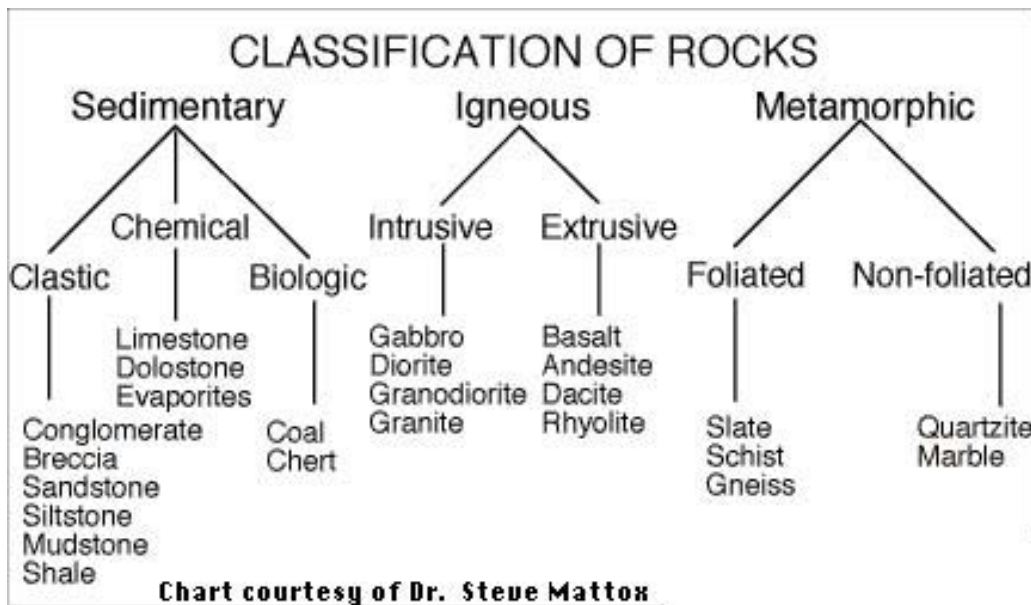 CLASSIFICATION OF ROCKS
Sedimentary
Igneous
Metamorphic
Chemical
Intrusive
Extrusive
Clastic
Biologic
Foliated
Non-foliated
Limestone
Dolostone
Evaporites
Gabbro
Diorite
Granodiorite
Granite
Basalt
Andesite
Dacite
Rhyolite
Conglomerate
Breccia
Sandstone
Siltstone
Mudstone
Shale
Coal
Chert
Slate
Schist
Gneiss
Quartzite
Marble
Chart courtesy of Dr. Steve Mattox